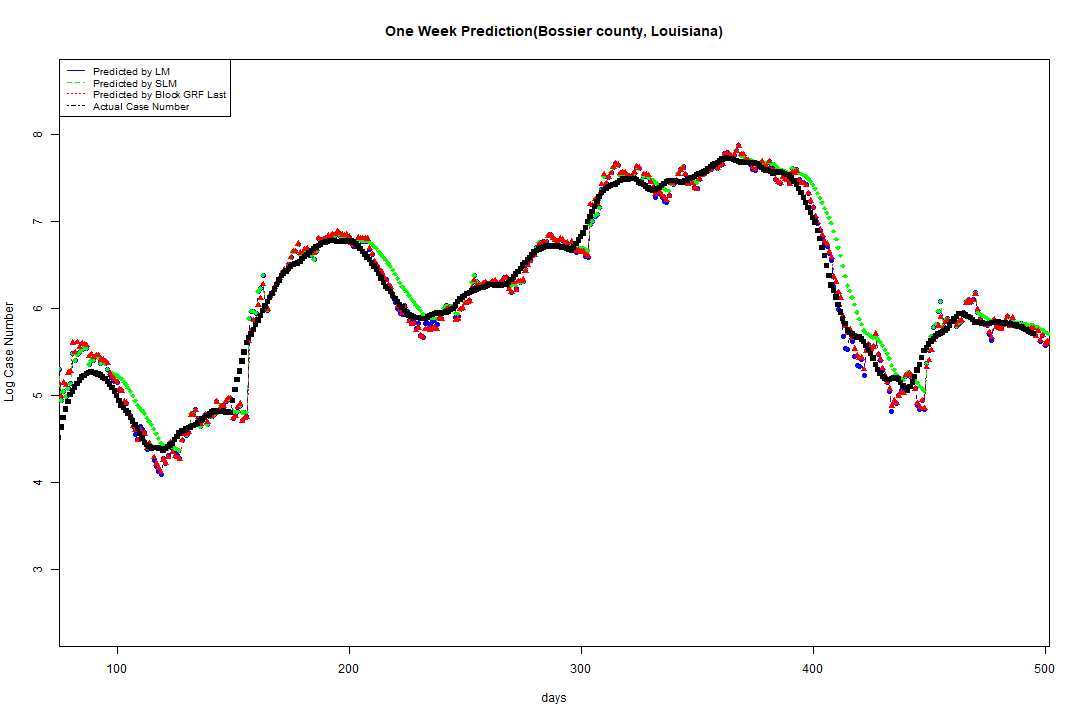 One Week Prediction(Bossier county, Louisiana)
Predicted by LM
Predicted by SLM
Predicted by Block GRF Last
Actual Case Number
8
7
6
5
4
3
Log Case Number
100 200 300 400 500
days